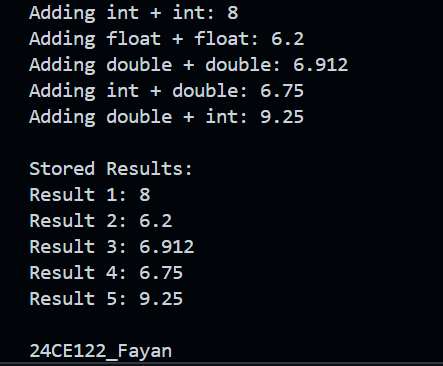 Adding int + int: 8
Adding float + float: 6.2
Adding double + double: 6.912
Adding int + double: 6.75
Adding double + int: 9.25
Stored Results:
Result 1: 8
Result 2: 6.2
Result 3: 6.912
Result 4: 6.75
Result 5: 9.25
24CE122_Fayan